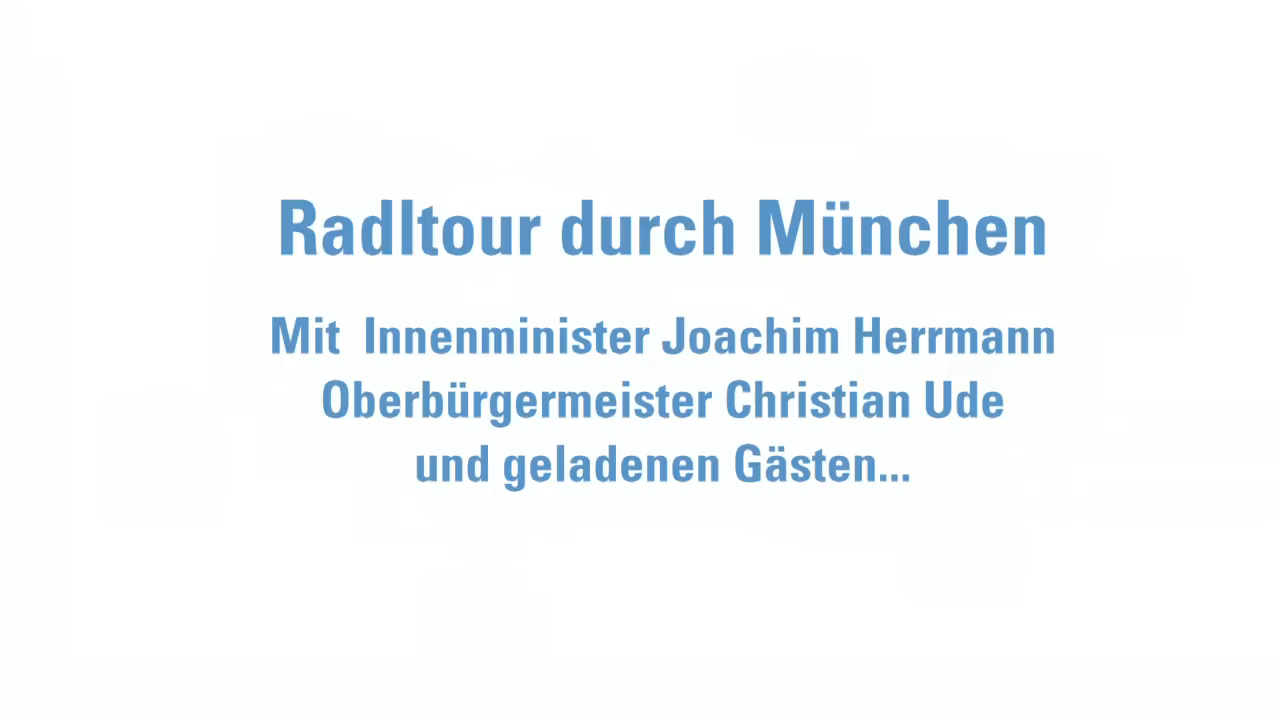 Radltour durch München
Mit  Innenminister Joachim Herrmann
Oberbürgermeister Christian Ude
und geladenen Gästen...